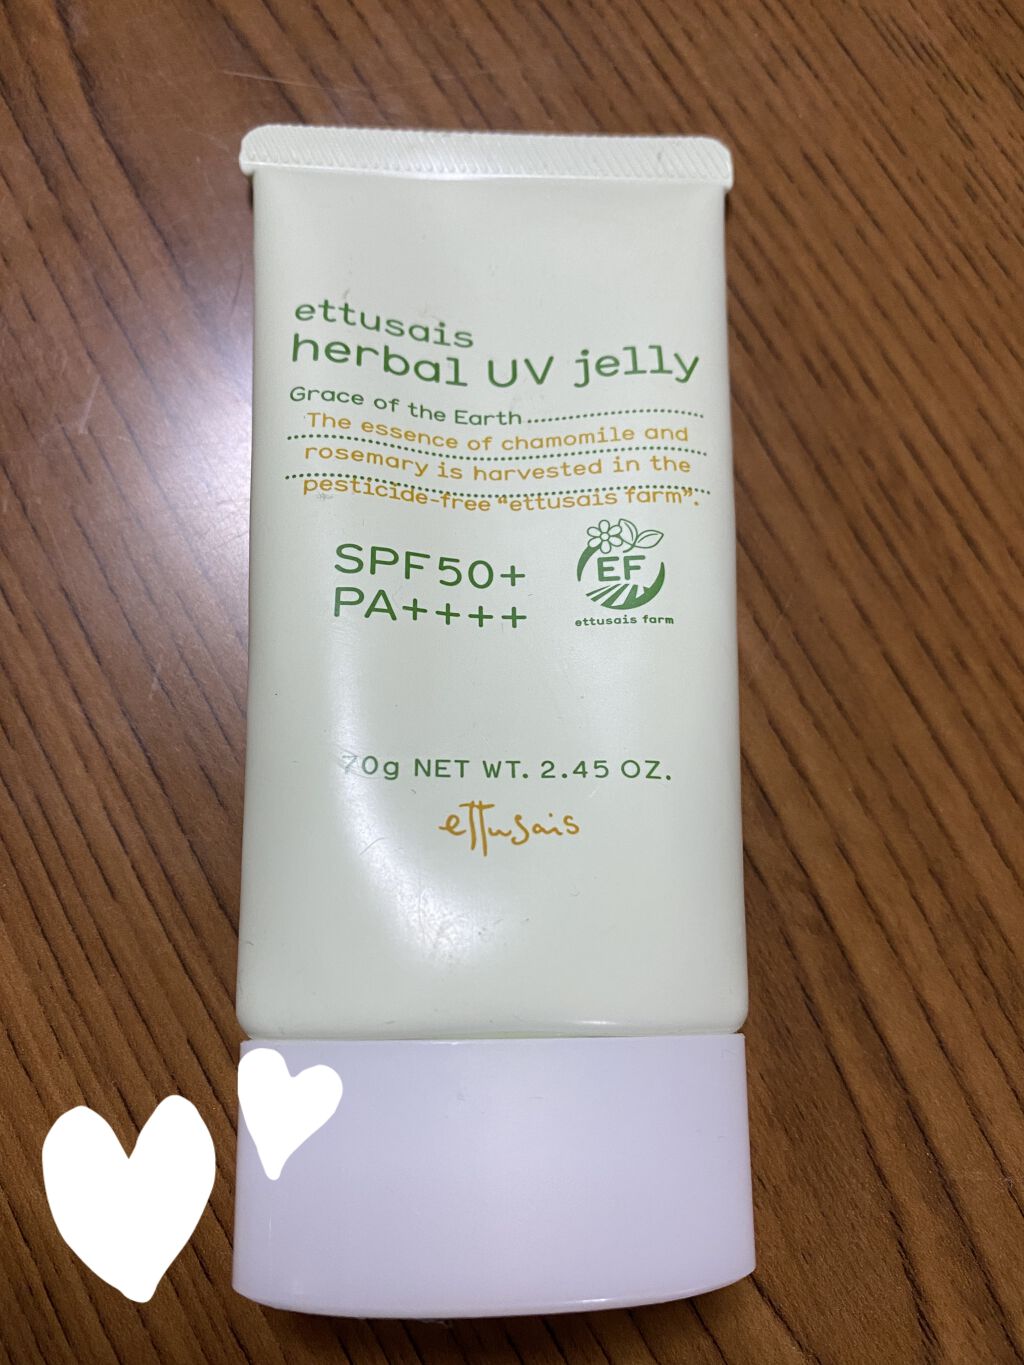 ettusais
herbal UV jelly
Grace of the Earth
The essence of chamomile and
rosemary is harvested in the
pesticide-free “ettusais farm”.
SPF50+
PA++++
EF
ettusais farm
70g NET WT. 2.45 OZ.
ettusais